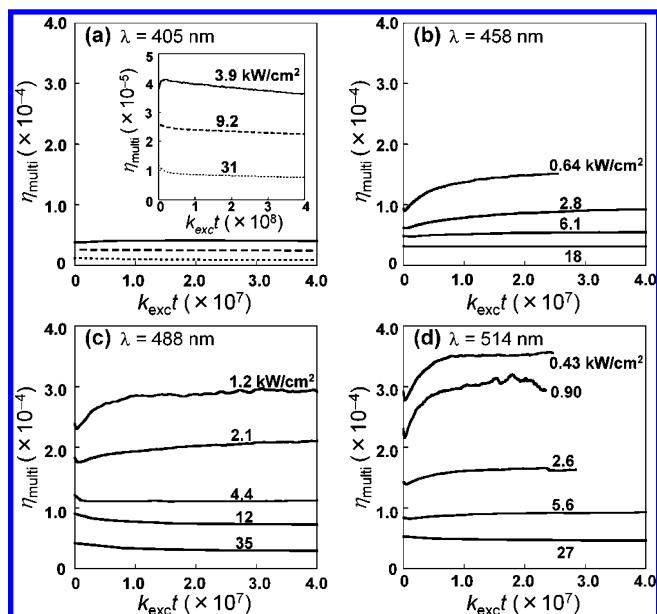 (a) λ = 405 nm
η_multi (×10⁻⁴)
4.0
3.0
2.0
1.0
0
0 1.0 2.0 3.0 4.0
k_exc t (×10⁷)
η_multi (×10⁻⁵)
5
4
3
2
1
0
0 1 2 3 4
k_exc t (×10⁸)
3.9 kW/cm²
9.2
31
(b) λ = 458 nm
η_multi (×10⁻⁴)
4.0
3.0
2.0
1.0
0
0 1.0 2.0 3.0 4.0
k_exc t (×10⁷)
0.64 kW/cm²
2.8
6.1
18
(c) λ = 488 nm
η_multi (×10⁻⁴)
4.0
3.0
2.0
1.0
0
0 1.0 2.0 3.0 4.0
k_exc t (×10⁷)
1.2 kW/cm²
2.1
4.4
12
35
(d) λ = 514 nm
η_multi (×10⁻⁴)
4.0
3.0
2.0
1.0
0
0 1.0 2.0 3.0 4.0
k_exc t (×10⁷)
0.43 kW/cm²
0.90
2.6
5.6
27